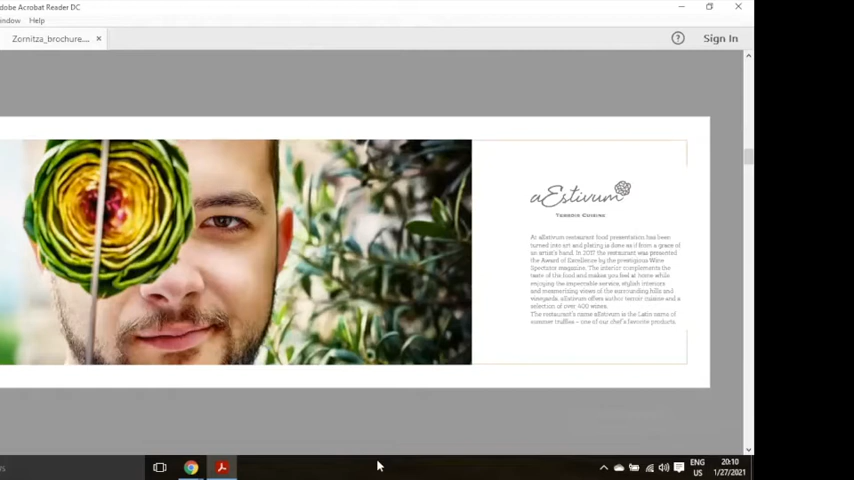 dobe Acrobat Reader DC
indow Help
Zornitza_brochure.... ×
? Sign In
aEstivum
TERROIR CUISINE
At aEstivum restaurant food presentation has been
turned into art and plating is done as if from a grace of
an artist's hand. In 2017 the restaurant was presented
the Award of Excellence by the prestigious Wine
Spectator magazine. The interior complements the
taste of the food and makes you feel at home while
enjoying the impeccable service, stylish interiors
and mesmerizing views of the surrounding hills and
vineyards. aEstivum offers author terroir cuisine and a
selection of over 400 wines.
The restaurant's name aEstivum is the Latin name of
summer truffles – one of our chef's favorite products.
ENG
US
20:10
1/27/2021